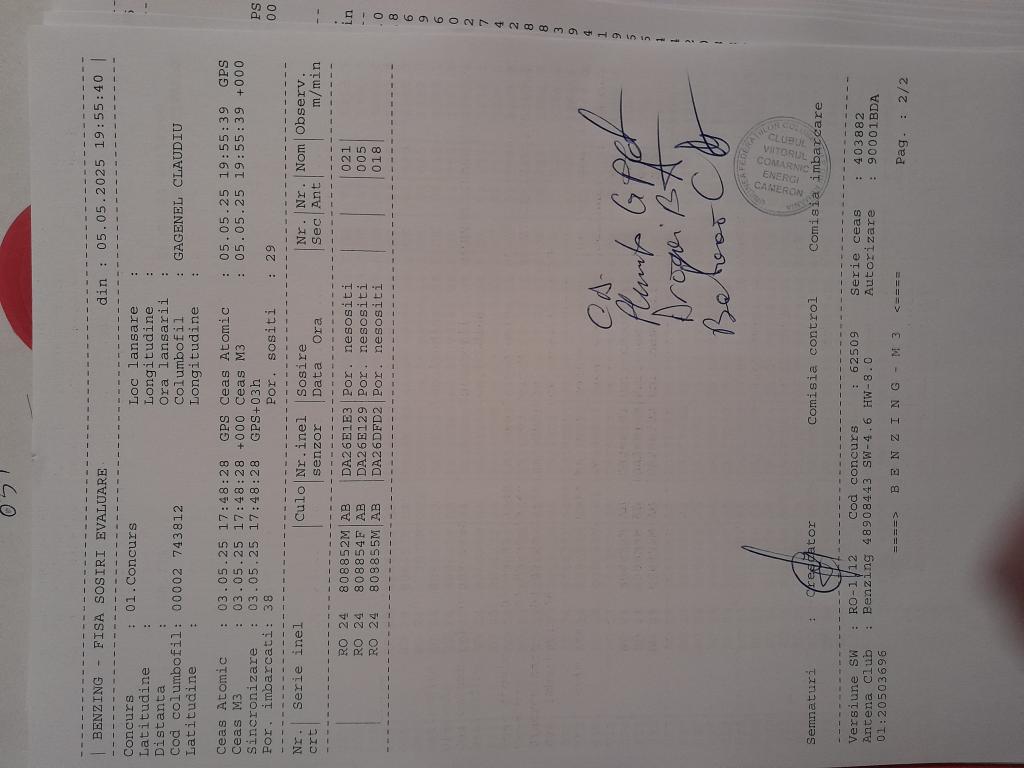 | BENZING - FISA SOSIRI EVALUARE din : 05.05.2025 19:55:40 |
Concurs : 01.Concurs Loc lansare :
Latitudine : Longitudine :
Distanta : Ora lansarii :
Cod columbofil: 00002 743812 Columbofil : GAGENEL CLAUDIU
Latitudine : Longitudine :
Ceas Atomic : 03.05.25 17:48:28 GPS Ceas Atomic : 05.05.25 19:55:39 GPS
Ceas M3 : 03.05.25 17:48:28 +000 Ceas M3 : 05.05.25 19:55:39 +000
Sincronizare : 03.05.25 17:48:28 GPS+03h
Por. imbarcati: 38 Por. sositi : 29
Nr.| Serie inel |Culo|Nr.inel |Sosire |Nr. |Nr. |Nom |Observ.
crt| | |senzor |Data Ora |Sec |Ant | | m/min
| RO 24 808852M|AB |DA26E1E3|Por. nesositi | | |021|
| RO 24 808854F|AB |DA26E129|Por. nesositi | | |005|
| RO 24 808855M|AB |DA26DFD2|Por. nesositi | | |018|
CLUBUL
VIITORUL
COMARNIC
ENERGI
CAMERON
Semnaturi : Crescator Comisia control Comisia imbarcare
Versiune SW : RO-1.12 Cod concurs : 62509 Serie ceas : 403882
Antena Club : Benzing 48908443 SW-4.6 HW-8.0 Autorizare : 90001BDA
01:20503696
====> B E N Z I N G - M 3 <==== Pag. : 2/2